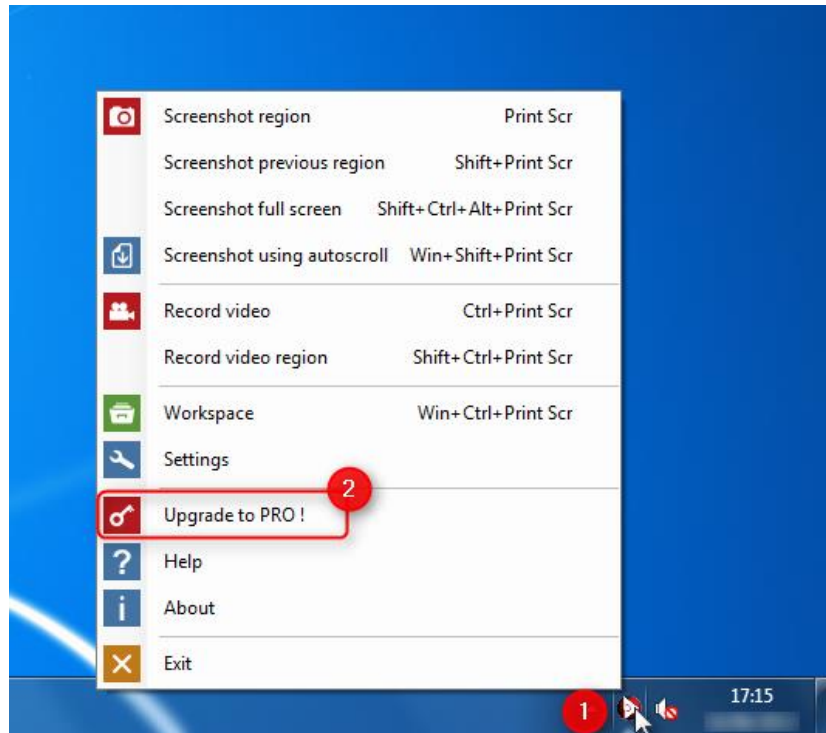 Screenshot region Print Scr
Screenshot previous region Shift+Print Scr
Screenshot full screen Shift+Ctrl+Alt+Print Scr
Screenshot using autoscroll Win+Shift+Print Scr
Record video Ctrl+Print Scr
Record video region Shift+Ctrl+Print Scr
Workspace Win+Ctrl+Print Scr
Settings
2
Upgrade to PRO !
? Help
i About
Exit
1 17:15